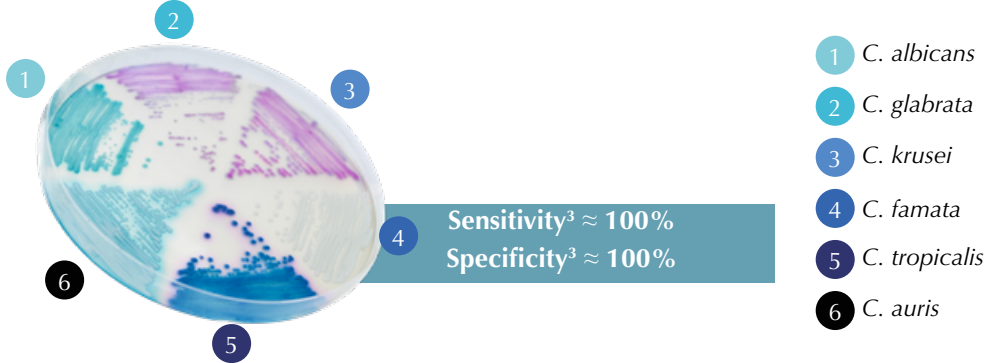 2
1
3
4
5
6
Sensitivity³ ≈ 100%
Specificity³ ≈ 100%
1 C. albicans
2 C. glabrata
3 C. krusei
4 C. famata
5 C. tropicalis
6 C. auris